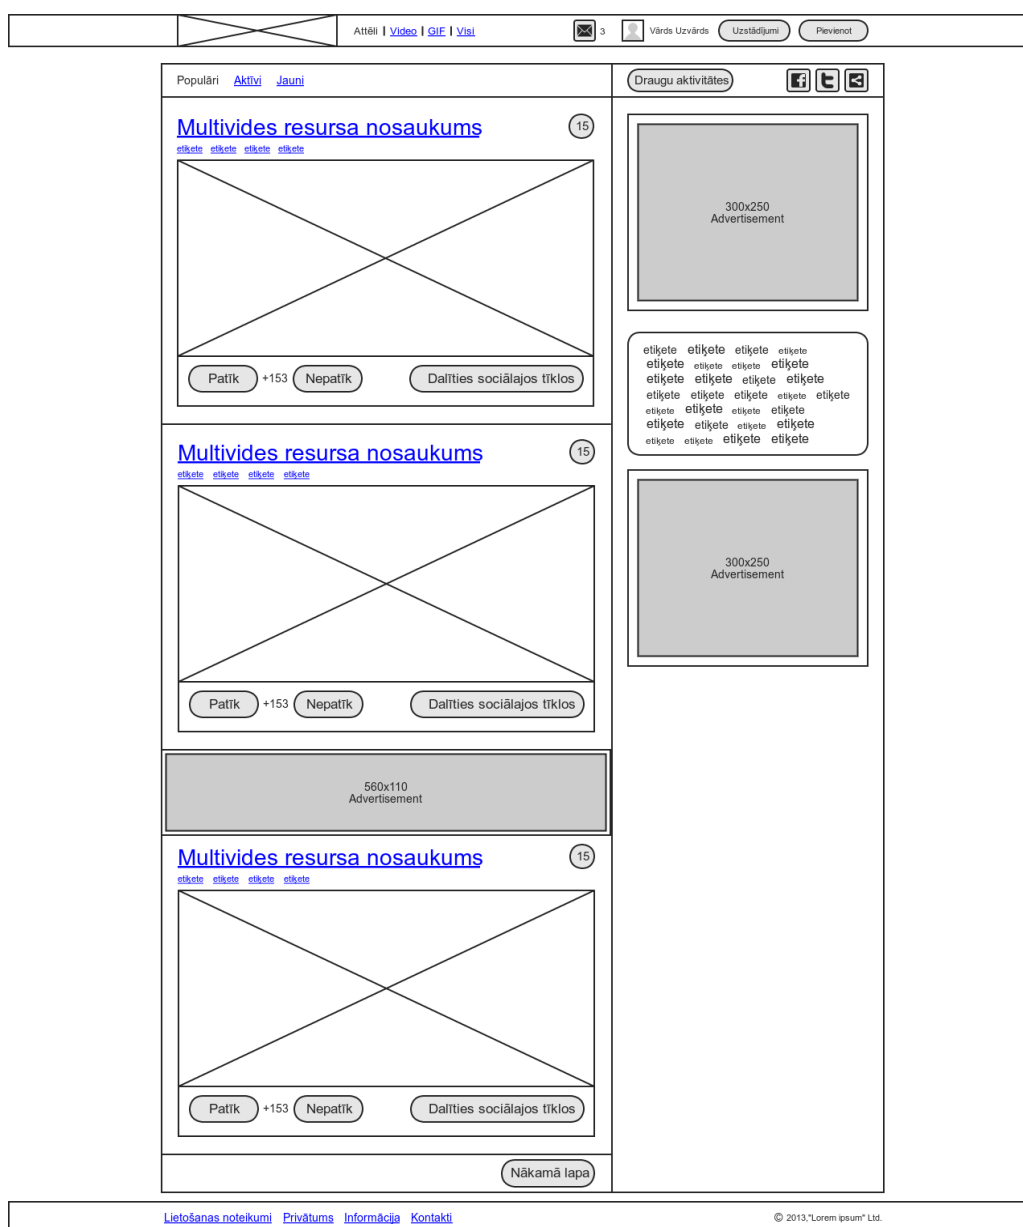 Attēli | Video | GIF | Visi 3 Vārds Uzvārds Uzstādījumi Pievienot
Populāri Aktīvi Jauni
Draugu aktivitātes
Multivides resursa nosaukums 15
etiķete etiķete etiķete etiķete
Patīk +153 Nepatīk Dalīties sociālajos tīklos
Multivides resursa nosaukums 15
etiķete etiķete etiķete etiķete
Patīk +153 Nepatīk Dalīties sociālajos tīklos
560x110
Advertisement
Multivides resursa nosaukums 15
etiķete etiķete etiķete etiķete
Patīk +153 Nepatīk Dalīties sociālajos tīklos
Nākamā lapa
300x250
Advertisement
etiķete etiķete etiķete etiķete
etiķete etiķete etiķete etiķete
etiķete etiķete etiķete etiķete
etiķete etiķete etiķete etiķete etiķete
etiķete etiķete etiķete etiķete
etiķete etiķete etiķete etiķete
etiķete etiķete etiķete etiķete
300x250
Advertisement
Lietošanas noteikumi Privātums Informācija Kontakti © 2013,"Lorem ipsum" Ltd.